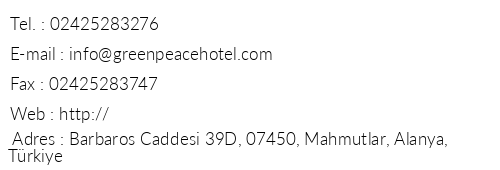 Tel. : 02425283276
E-mail : info@greenpeacehotel.com
Fax : 02425283747
Web : http://
Adres : Barbaros Caddesi 39D, 07450, Mahmutlar, Alanya,
Türkiye